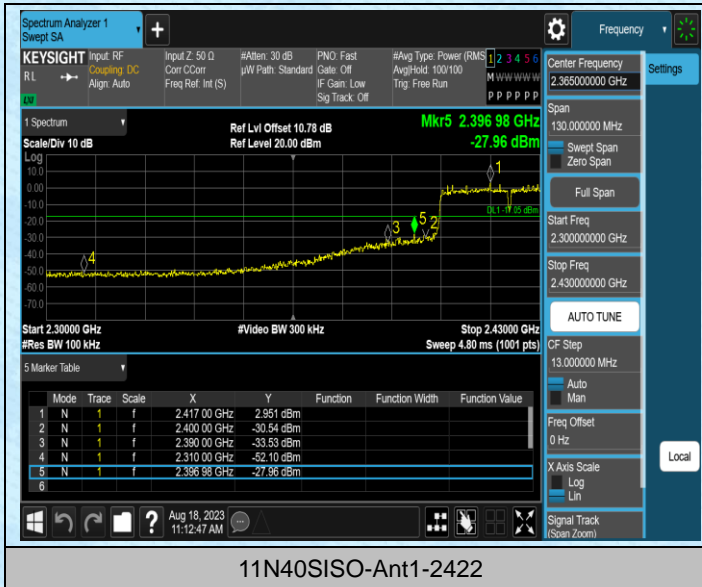 Spectrum Analyzer 1
Swept SA
Frequency
KEYSIGHT
RL
LXI
Input: RF
Coupling: DC
Align: Auto
Input Z: 50 Ω
Corr CCorr
Freq Ref: Int (S)
#Atten: 30 dB
µW Path: Standard
PNO: Fast
Gate: Off
IF Gain: Low
Sig Track: Off
#Avg Type: Power (RMS
Avg|Hold: 100/100
Trig: Free Run
1 2 3 4 5 6
M W W W W W
P P P P P P
1 Spectrum
Scale/Div 10 dB
Ref Lvl Offset 10.78 dB
Ref Level 20.00 dBm
Mkr5 2.396 98 GHz
-27.96 dBm
Log
10.0
0.00
-10.0
-20.0
-30.0
-40.0
-50.0
-60.0
-70.0
DL1 -17.05 dBm
1
2
3
4
5
Start 2.30000 GHz
#Res BW 100 kHz
#Video BW 300 kHz
Stop 2.43000 GHz
Sweep 4.80 ms (1001 pts)
5 Marker Table
Mode Trace Scale X Y Function Function Width Function Value
1 N 1 f 2.417 00 GHz 2.951 dBm
2 N 1 f 2.400 00 GHz -30.54 dBm
3 N 1 f 2.390 00 GHz -33.53 dBm
4 N 1 f 2.310 00 GHz -52.10 dBm
5 N 1 f 2.396 98 GHz -27.96 dBm
6
Aug 18, 2023
11:12:47 AM
Center Frequency
2.365000000 GHz
Settings
Span
130.000000 MHz
Swept Span
Zero Span
Full Span
Start Freq
2.300000000 GHz
Stop Freq
2.430000000 GHz
AUTO TUNE
CF Step
13.000000 MHz
Auto
Man
Freq Offset
0 Hz
X Axis Scale
Log
Lin
Local
Signal Track
(Span Zoom)
11N40SISO-Ant1-2422